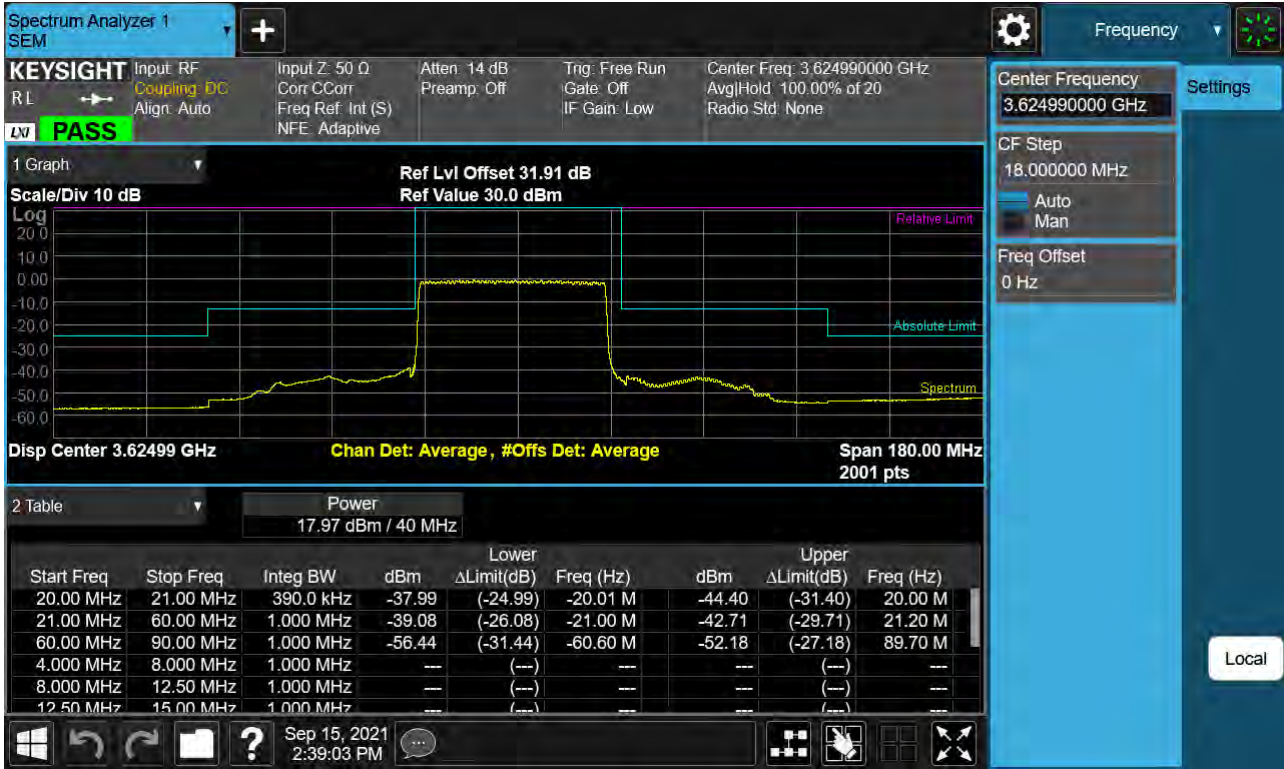 Spectrum Analyzer 1
SEM
Frequency
KEYSIGHT
R L
LXI
PASS
Input: RF
Coupling: DC
Align: Auto
Input Z: 50 Ω
Corr CCorr
Freq Ref: Int (S)
NFE: Adaptive
Atten: 14 dB
Preamp: Off
Trig: Free Run
Gate: Off
IF Gain: Low
Center Freq: 3.624990000 GHz
Avg|Hold: 100.00% of 20
Radio Std: None
1 Graph
Scale/Div 10 dB
Ref Lvl Offset 31.91 dB
Ref Value 30.0 dBm
Log
20.0
10.0
0.00
-10.0
-20.0
-30.0
-40.0
-50.0
-60.0
Relative Limit
Absolute Limit
Spectrum
Disp Center 3.62499 GHz
Chan Det: Average , #Offs Det: Average
Span 180.00 MHz
2001 pts
2 Table
Power
17.97 dBm / 40 MHz
Lower Upper
Start Freq Stop Freq Integ BW dBm ΔLimit(dB) Freq (Hz) dBm ΔLimit(dB) Freq (Hz)
20.00 MHz 21.00 MHz 390.0 kHz -37.99 (-24.99) -20.01 M -44.40 (-31.40) 20.00 M
21.00 MHz 60.00 MHz 1.000 MHz -39.08 (-26.08) -21.00 M -42.71 (-29.71) 21.20 M
60.00 MHz 90.00 MHz 1.000 MHz -56.44 (-31.44) -60.60 M -52.18 (-27.18) 89.70 M
4.000 MHz 8.000 MHz 1.000 MHz --- (---) --- --- (---) ---
8.000 MHz 12.50 MHz 1.000 MHz --- (---) --- --- (---) ---
12.50 MHz 15.00 MHz 1.000 MHz --- (---) --- --- (---) ---
Sep 15, 2021
2:39:03 PM
Center Frequency
3.624990000 GHz
Settings
CF Step
18.000000 MHz
Auto
Man
Freq Offset
0 Hz
Local